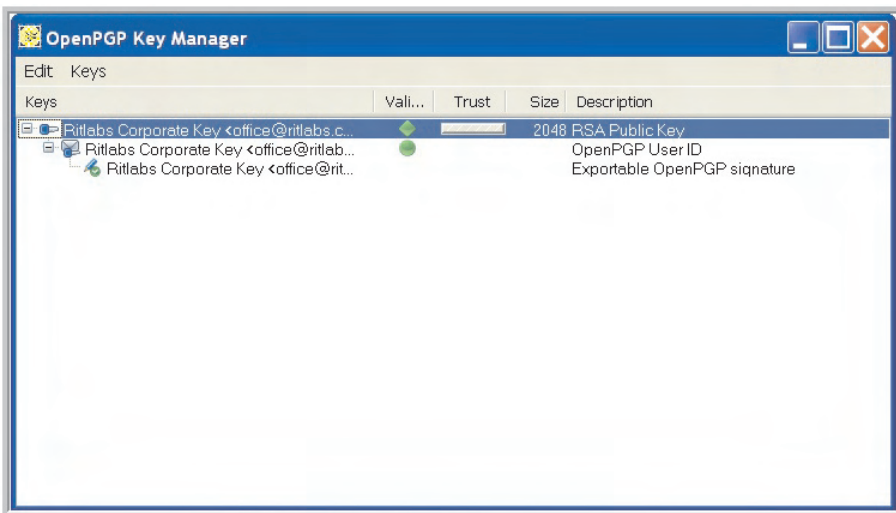 OpenPGP Key Manager
Edit Keys
Keys Vali... Trust Size Description
Ritlabs Corporate Key <office@ritlabs.c... 2048 RSA Public Key
Ritlabs Corporate Key <office@ritlab... OpenPGP User ID
Ritlabs Corporate Key <office@rit... Exportable OpenPGP signature